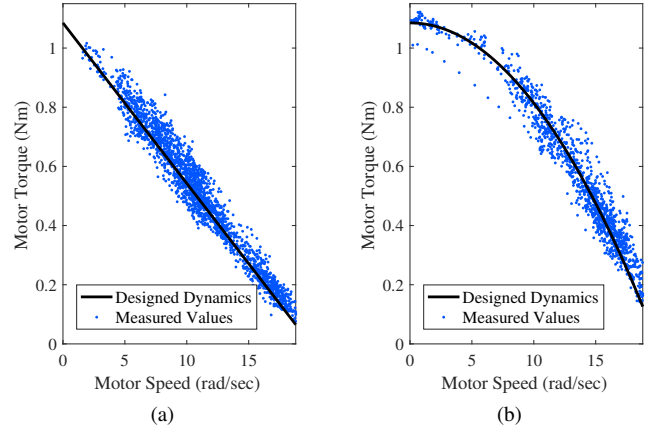 Motor Torque (Nm)
1
0.8
0.6
0.4
0.2
0
Designed Dynamics
Measured Values
0 5 10 15
Motor Speed (rad/sec)
(a)
Motor Torque (Nm)
1
0.8
0.6
0.4
0.2
0
Designed Dynamics
Measured Values
0 5 10 15
Motor Speed (rad/sec)
(b)